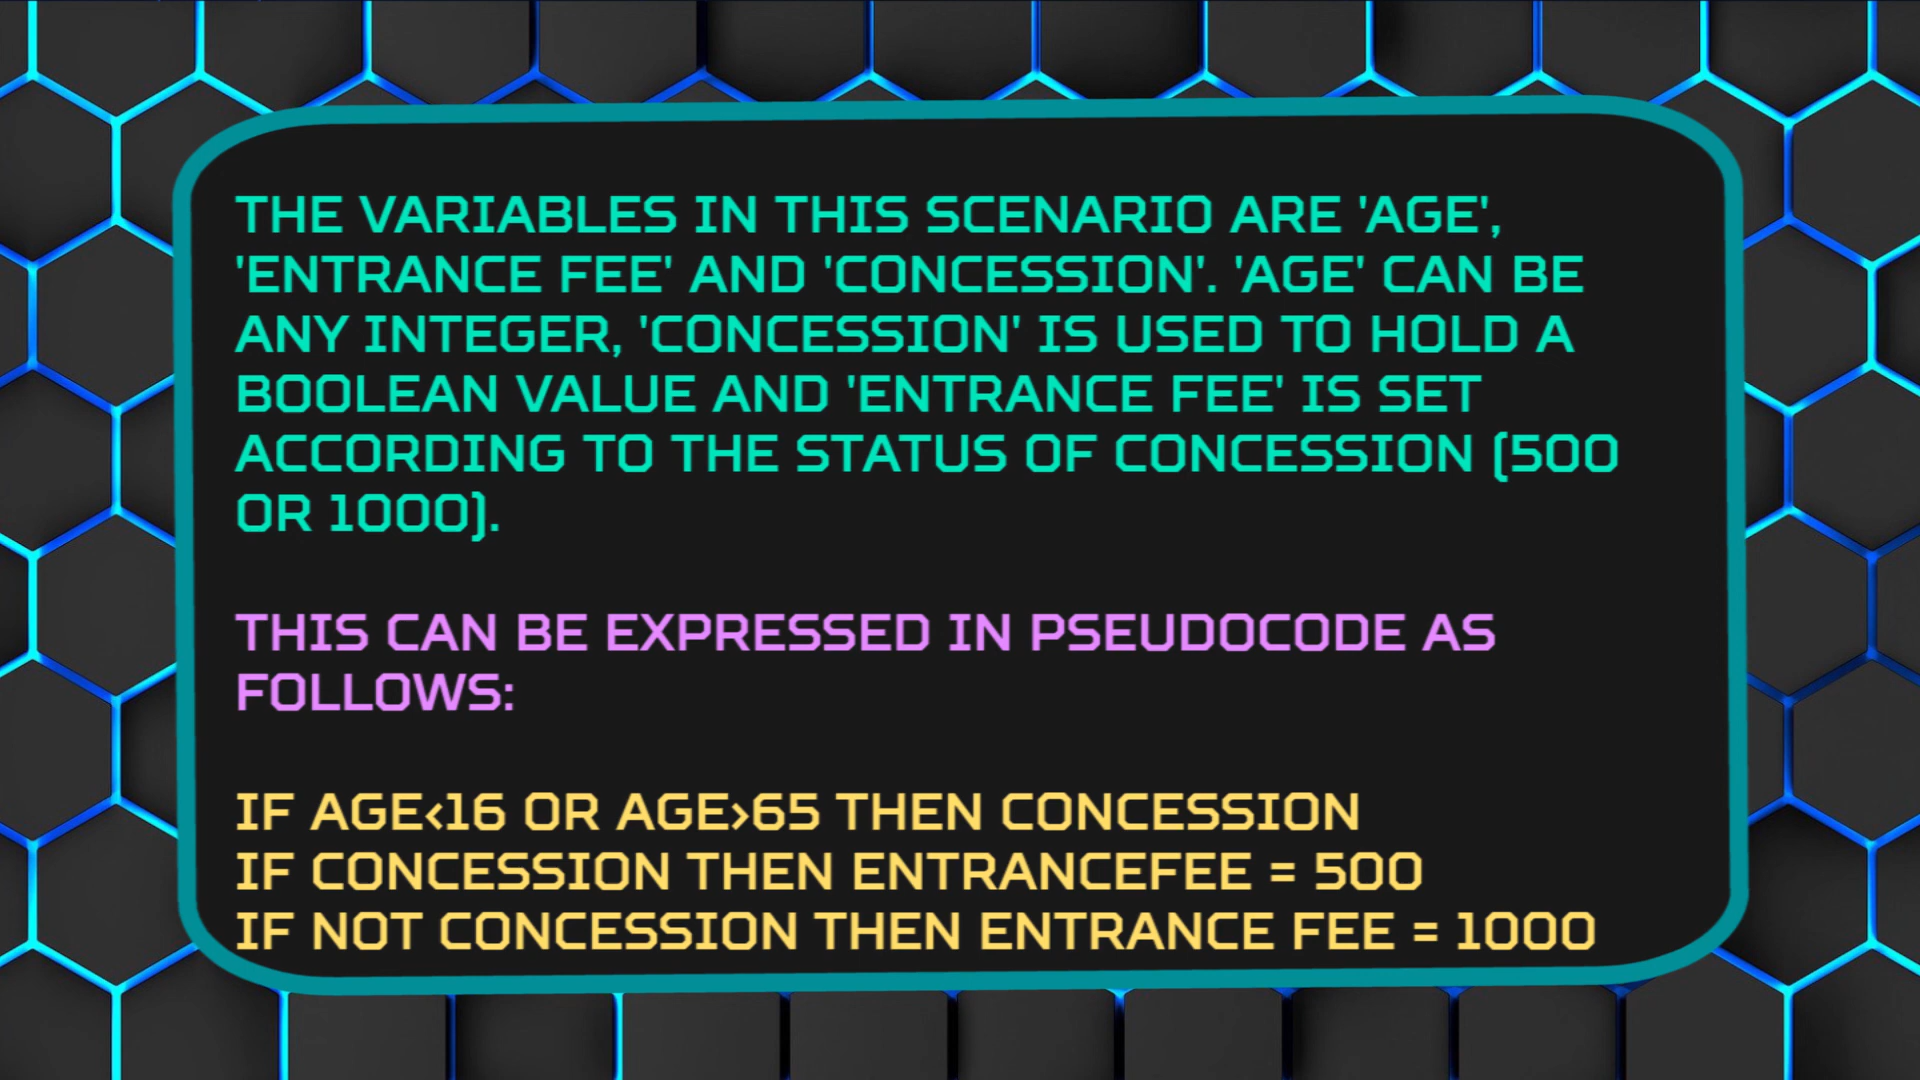 THE VARIABLES IN THIS SCENARIO ARE 'AGE',
'ENTRANCE FEE' AND 'CONCESSION'. 'AGE' CAN BE
ANY INTEGER, 'CONCESSION' IS USED TO HOLD A
BOOLEAN VALUE AND 'ENTRANCE FEE' IS SET
ACCORDING TO THE STATUS OF CONCESSION (500
OR 1000).
THIS CAN BE EXPRESSED IN PSEUDOCODE AS
FOLLOWS:
IF AGE<16 OR AGE>65 THEN CONCESSION
IF CONCESSION THEN ENTRANCEFEE = 500
IF NOT CONCESSION THEN ENTRANCE FEE = 1000